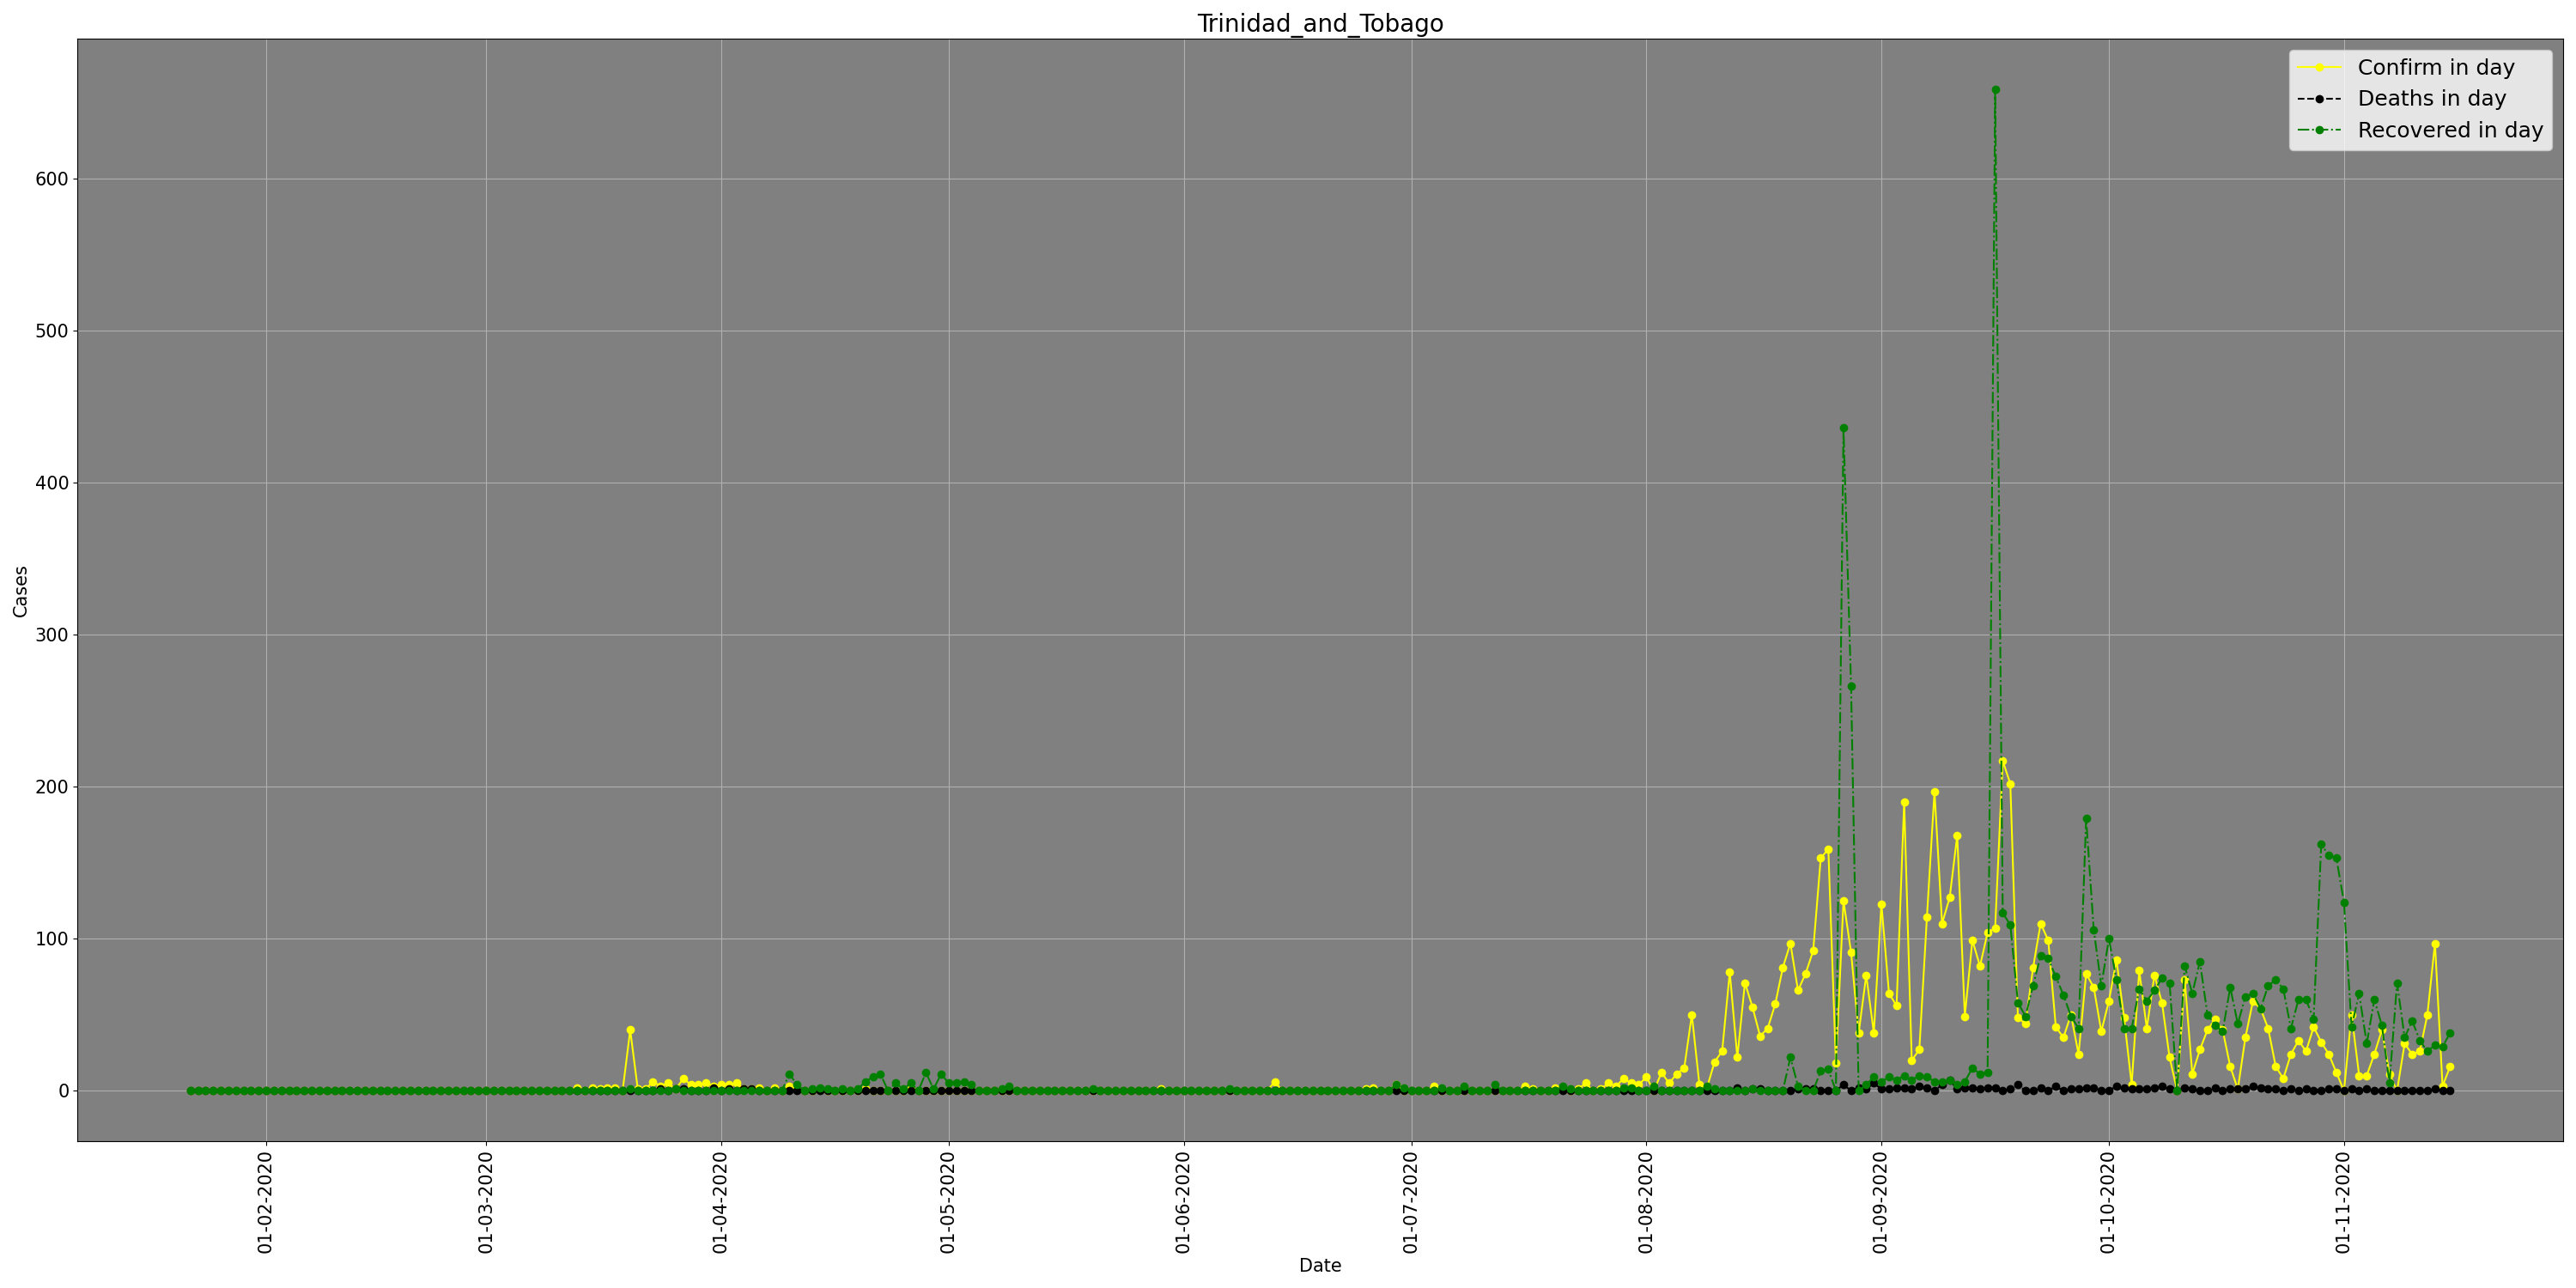 Trinidad_and_Tobago
Confirm in day
Deaths in day
Recovered in day
600
500
400
300
200
100
0
Cases
01-02-2020
01-03-2020
01-04-2020
01-05-2020
01-06-2020
01-07-2020
01-08-2020
01-09-2020
01-10-2020
01-11-2020
Date